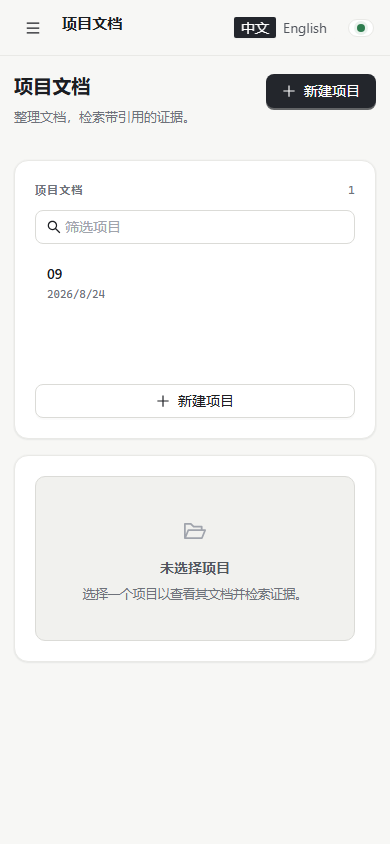 项目文档
中文 English
项目文档
新建项目
整理文档，检索带引用的证据。
项目文档 1
筛选项目
09
2026/8/24
新建项目
未选择项目
选择一个项目以查看其文档并检索证据。